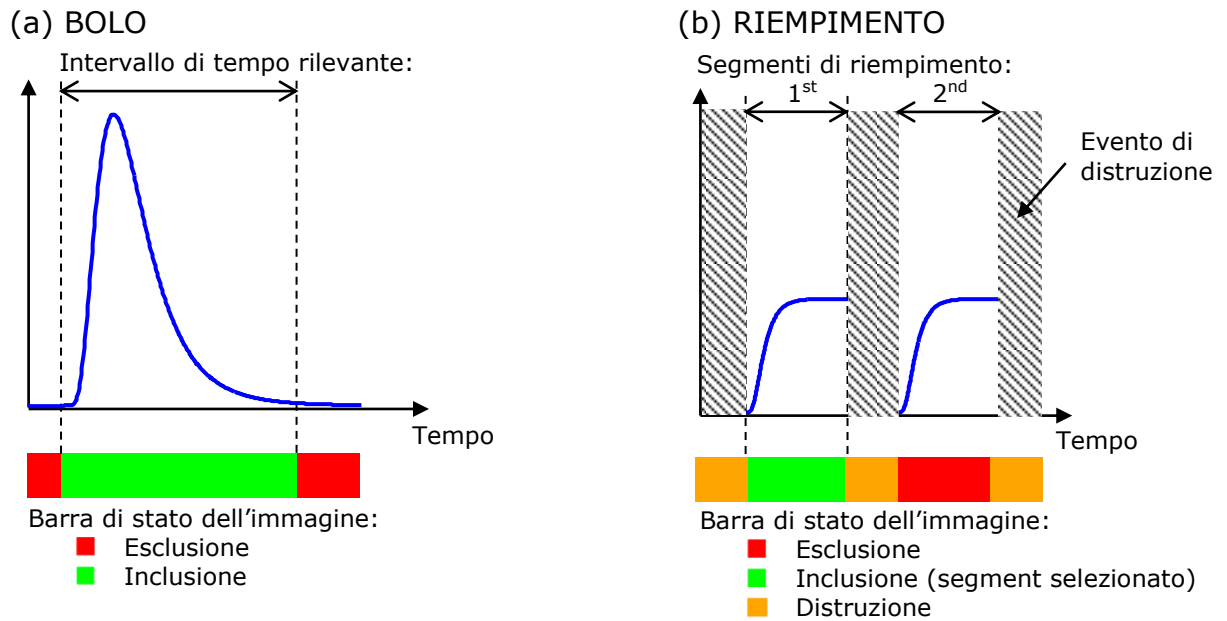 (a) BOLO
Intervallo di tempo rilevante:
Tempo
Barra di stato dell'immagine:
Esclusione
Inclusione
(b) RIEMPIMENTO
Segmenti di riempimento:
1st 2nd
Evento di
distruzione
Tempo
Barra di stato dell'immagine:
Esclusione
Inclusione (segment selezionato)
Distruzione